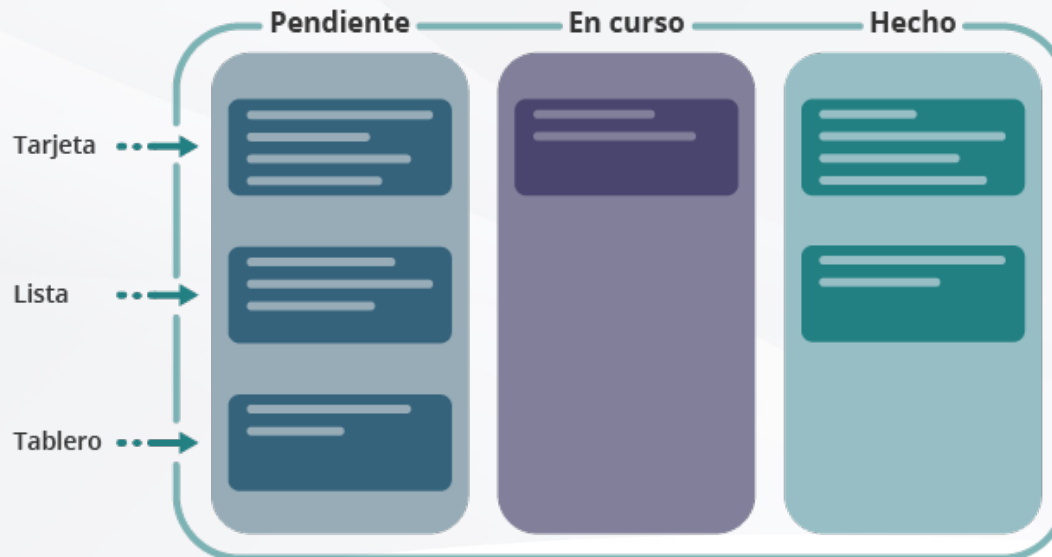 Pendiente
En curso
Hecho
Tarjeta
Lista
Tablero